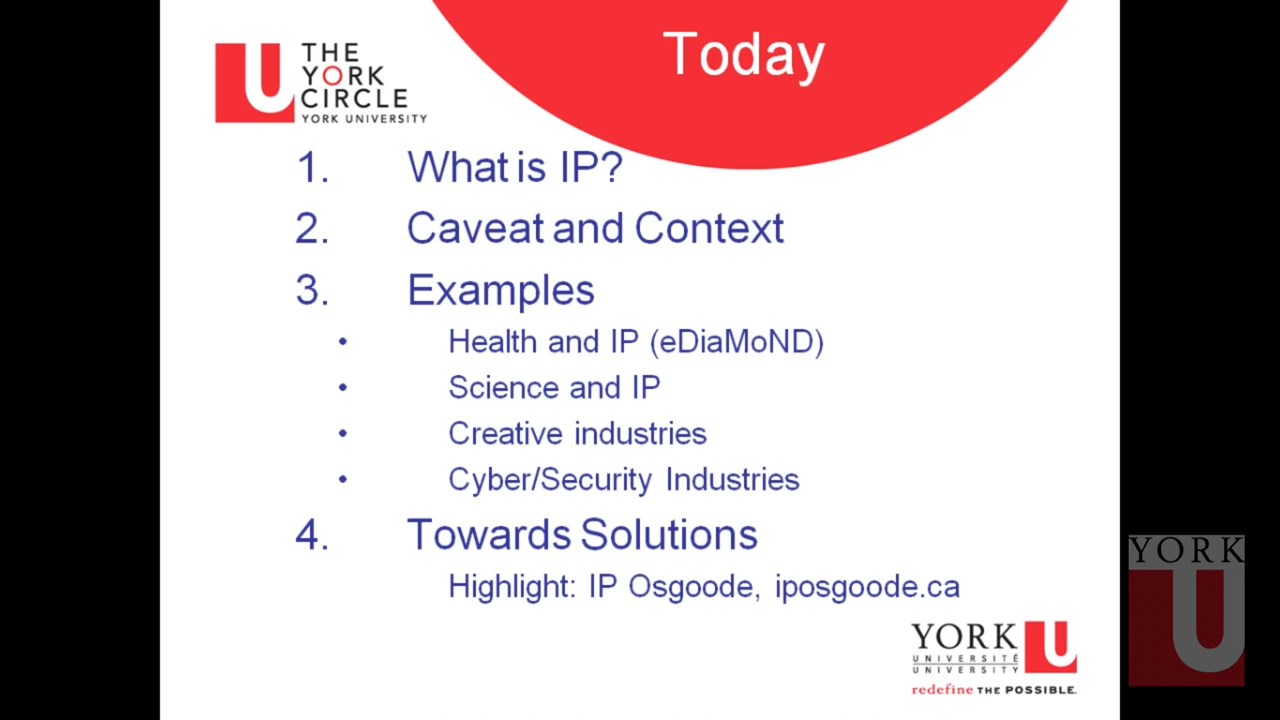 Today
THE
YORK
CIRCLE
YORK UNIVERSITY
1. What is IP?
2. Caveat and Context
3. Examples
• Health and IP (eDiaMoND)
• Science and IP
• Creative industries
• Cyber/Security Industries
4. Towards Solutions
Highlight: IP Osgoode, iposgoode.ca
YORK U
UNIVERSITÉ
UNIVERSITY
redefine THE POSSIBLE.
YORK
U